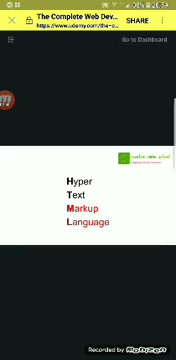 The Complete Web Dev...
https://www.udemy.com/the-c...
SHARE
Go to Dashboard
Hyper
Text
Markup
Language
Recorded by